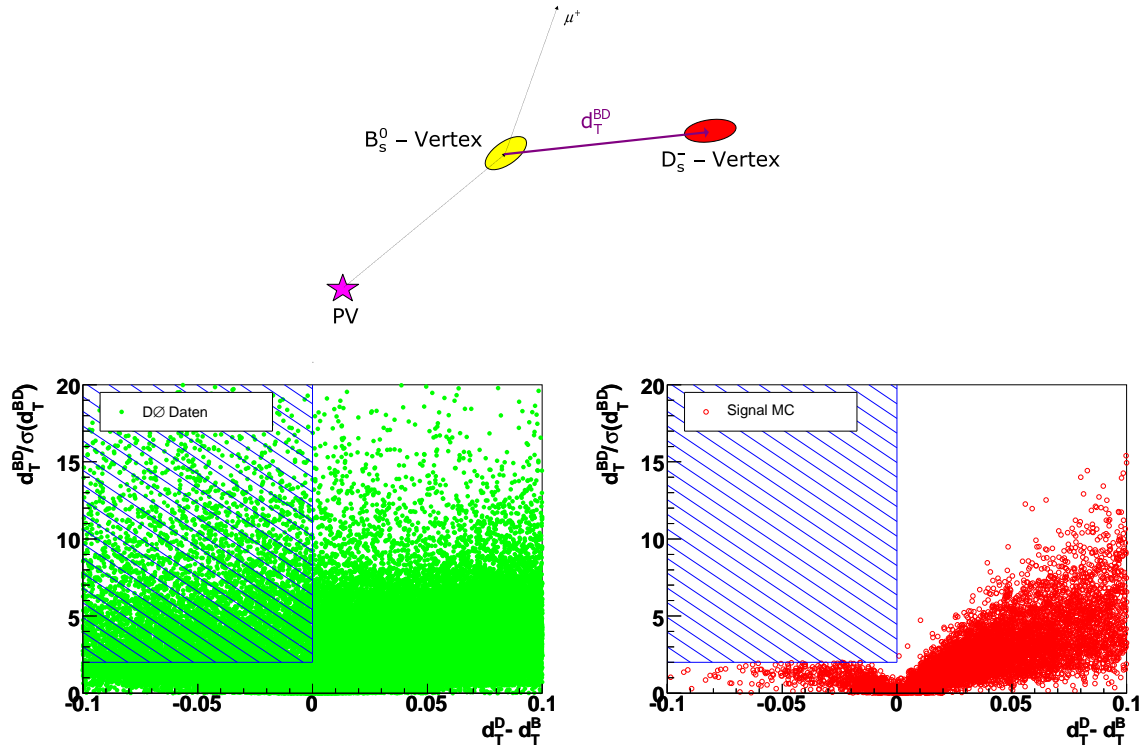 μ⁺
d_T^BD
B_s^0 – Vertex
D_s^- – Vertex
PV
d_T^BD/σ(d_T^BD)
20
15
10
5
0
DØ Daten
-0.1
-0.05
0
0.05
0.1
d_T^D- d_T^B
d_T^BD/σ(d_T^BD)
20
15
10
5
0
Signal MC
-0.1
-0.05
0
0.05
0.1
d_T^D- d_T^B